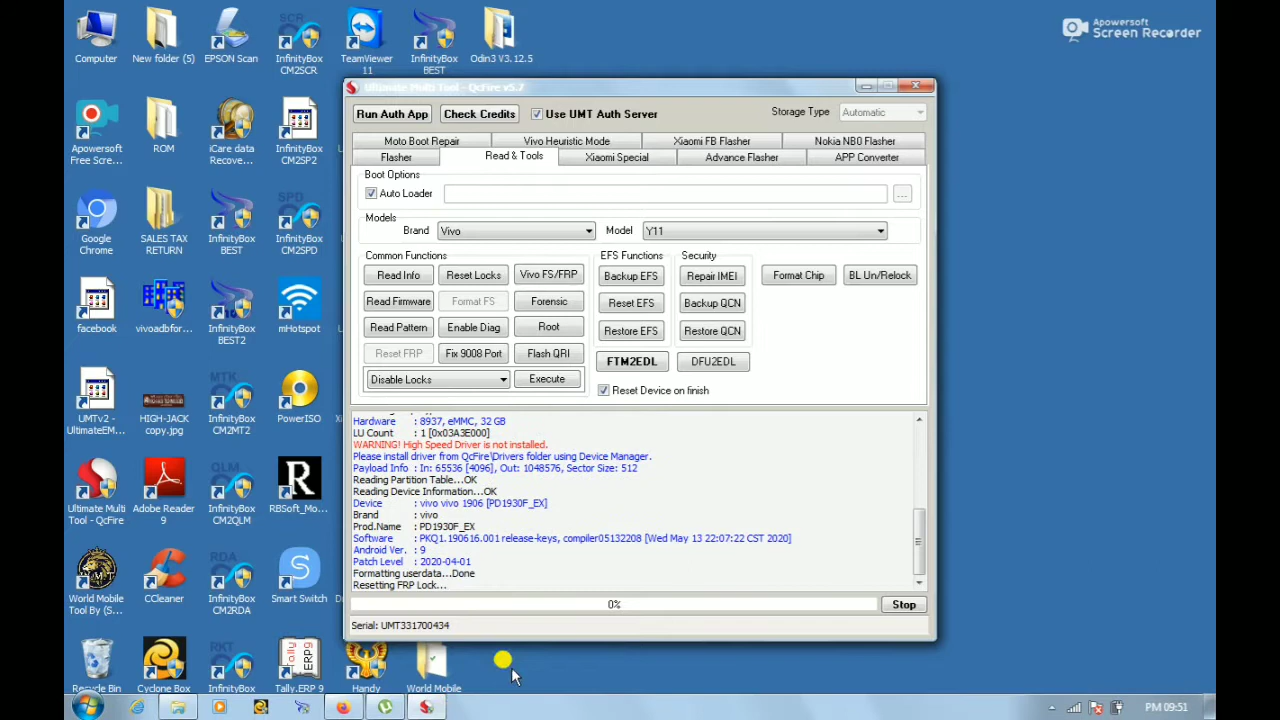 Apowersoft
Screen Recorder
Computer
New folder (5)
EPSON Scan
InfinityBox
CM2SCR
TeamViewer
11
InfinityBox
BEST
Odin3 V3.12.5
Apowersoft
Free Scree...
ROM
iCare data
Recove...
InfinityBox
CM2SP2
Google
Chrome
SALES TAX
RETURN
InfinityBox
BEST
SPD
InfinityBox
CM2SPD
facebook
vivoadbfor...
InfinityBox
BEST2
mHotspot
UMTv2 -
UltimateEM...
HIGH-JACK
copy.jpg
MTK
InfinityBox
CM2MT2
PowerISO
Ultimate Multi
Tool - QcFire
Adobe Reader
9
QLM
InfinityBox
CM2QLM
RBSoft_Mo...
World Mobile
Tool By (S...
CCleaner
RDA
InfinityBox
CM2RDA
Smart Switch
Recycle Bin
Cyclone Box
RKT
InfinityBox
Tally.ERP 9
Handy
World Mobile
Ultimate Multi Tool - QcFire v5.7
Run Auth App
Check Credits
Use UMT Auth Server
Storage Type
Automatic
Moto Boot Repair
Vivo Heuristic Mode
Xiaomi FB Flasher
Nokia NB0 Flasher
Flasher
Read & Tools
Xiaomi Special
Advance Flasher
APP Converter
Boot Options
Auto Loader
...
Models
Brand
Vivo
Model
Y11
Common Functions
EFS Functions
Security
Read Info
Reset Locks
Vivo FS/FRP
Backup EFS
Repair IMEI
Format Chip
BL Un/Relock
Read Firmware
Format FS
Forensic
Reset EFS
Backup QCN
Read Pattern
Enable Diag
Root
Restore EFS
Restore QCN
Reset FRP
Fix 9008 Port
Flash QRI
FTM2EDL
DFU2EDL
Disable Locks
Execute
Reset Device on finish
Hardware : 8937, eMMC, 32 GB
LU Count : 1 [0x03A3E000]
WARNING! High Speed Driver is not installed.
Please install driver from QcFire\Drivers folder using Device Manager.
Payload Info : In: 65536 [4096], Out: 1048576, Sector Size: 512
Reading Partition Table...OK
Reading Device Information...OK
Device : vivo vivo 1906 [PD1930F_EX]
Brand : vivo
Prod.Name : PD1930F_EX
Software : PKQ1.190616.001 release-keys, compiler05132208 [Wed May 13 22:07:22 CST 2020]
Android Ver. : 9
Patch Level : 2020-04-01
Formatting userdata...Done
Resetting FRP Lock...
0%
Stop
Serial: UMT331700434
PM 09:51